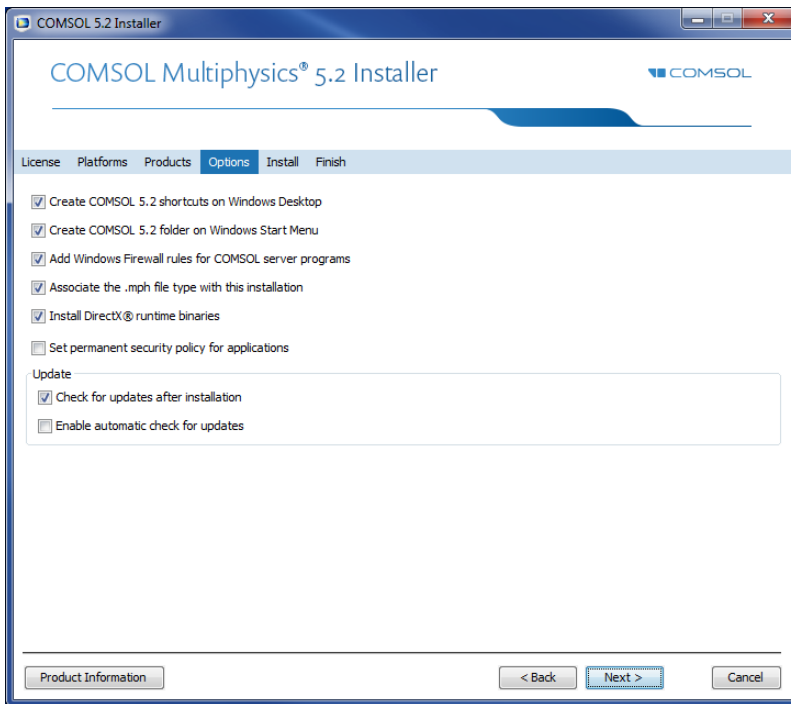 COMSOL 5.2 Installer
COMSOL Multiphysics® 5.2 Installer
COMSOL
License Platforms Products Options Install Finish
Create COMSOL 5.2 shortcuts on Windows Desktop
Create COMSOL 5.2 folder on Windows Start Menu
Add Windows Firewall rules for COMSOL server programs
Associate the .mph file type with this installation
Install DirectX® runtime binaries
Set permanent security policy for applications
Update
Check for updates after installation
Enable automatic check for updates
Product Information < Back Next > Cancel